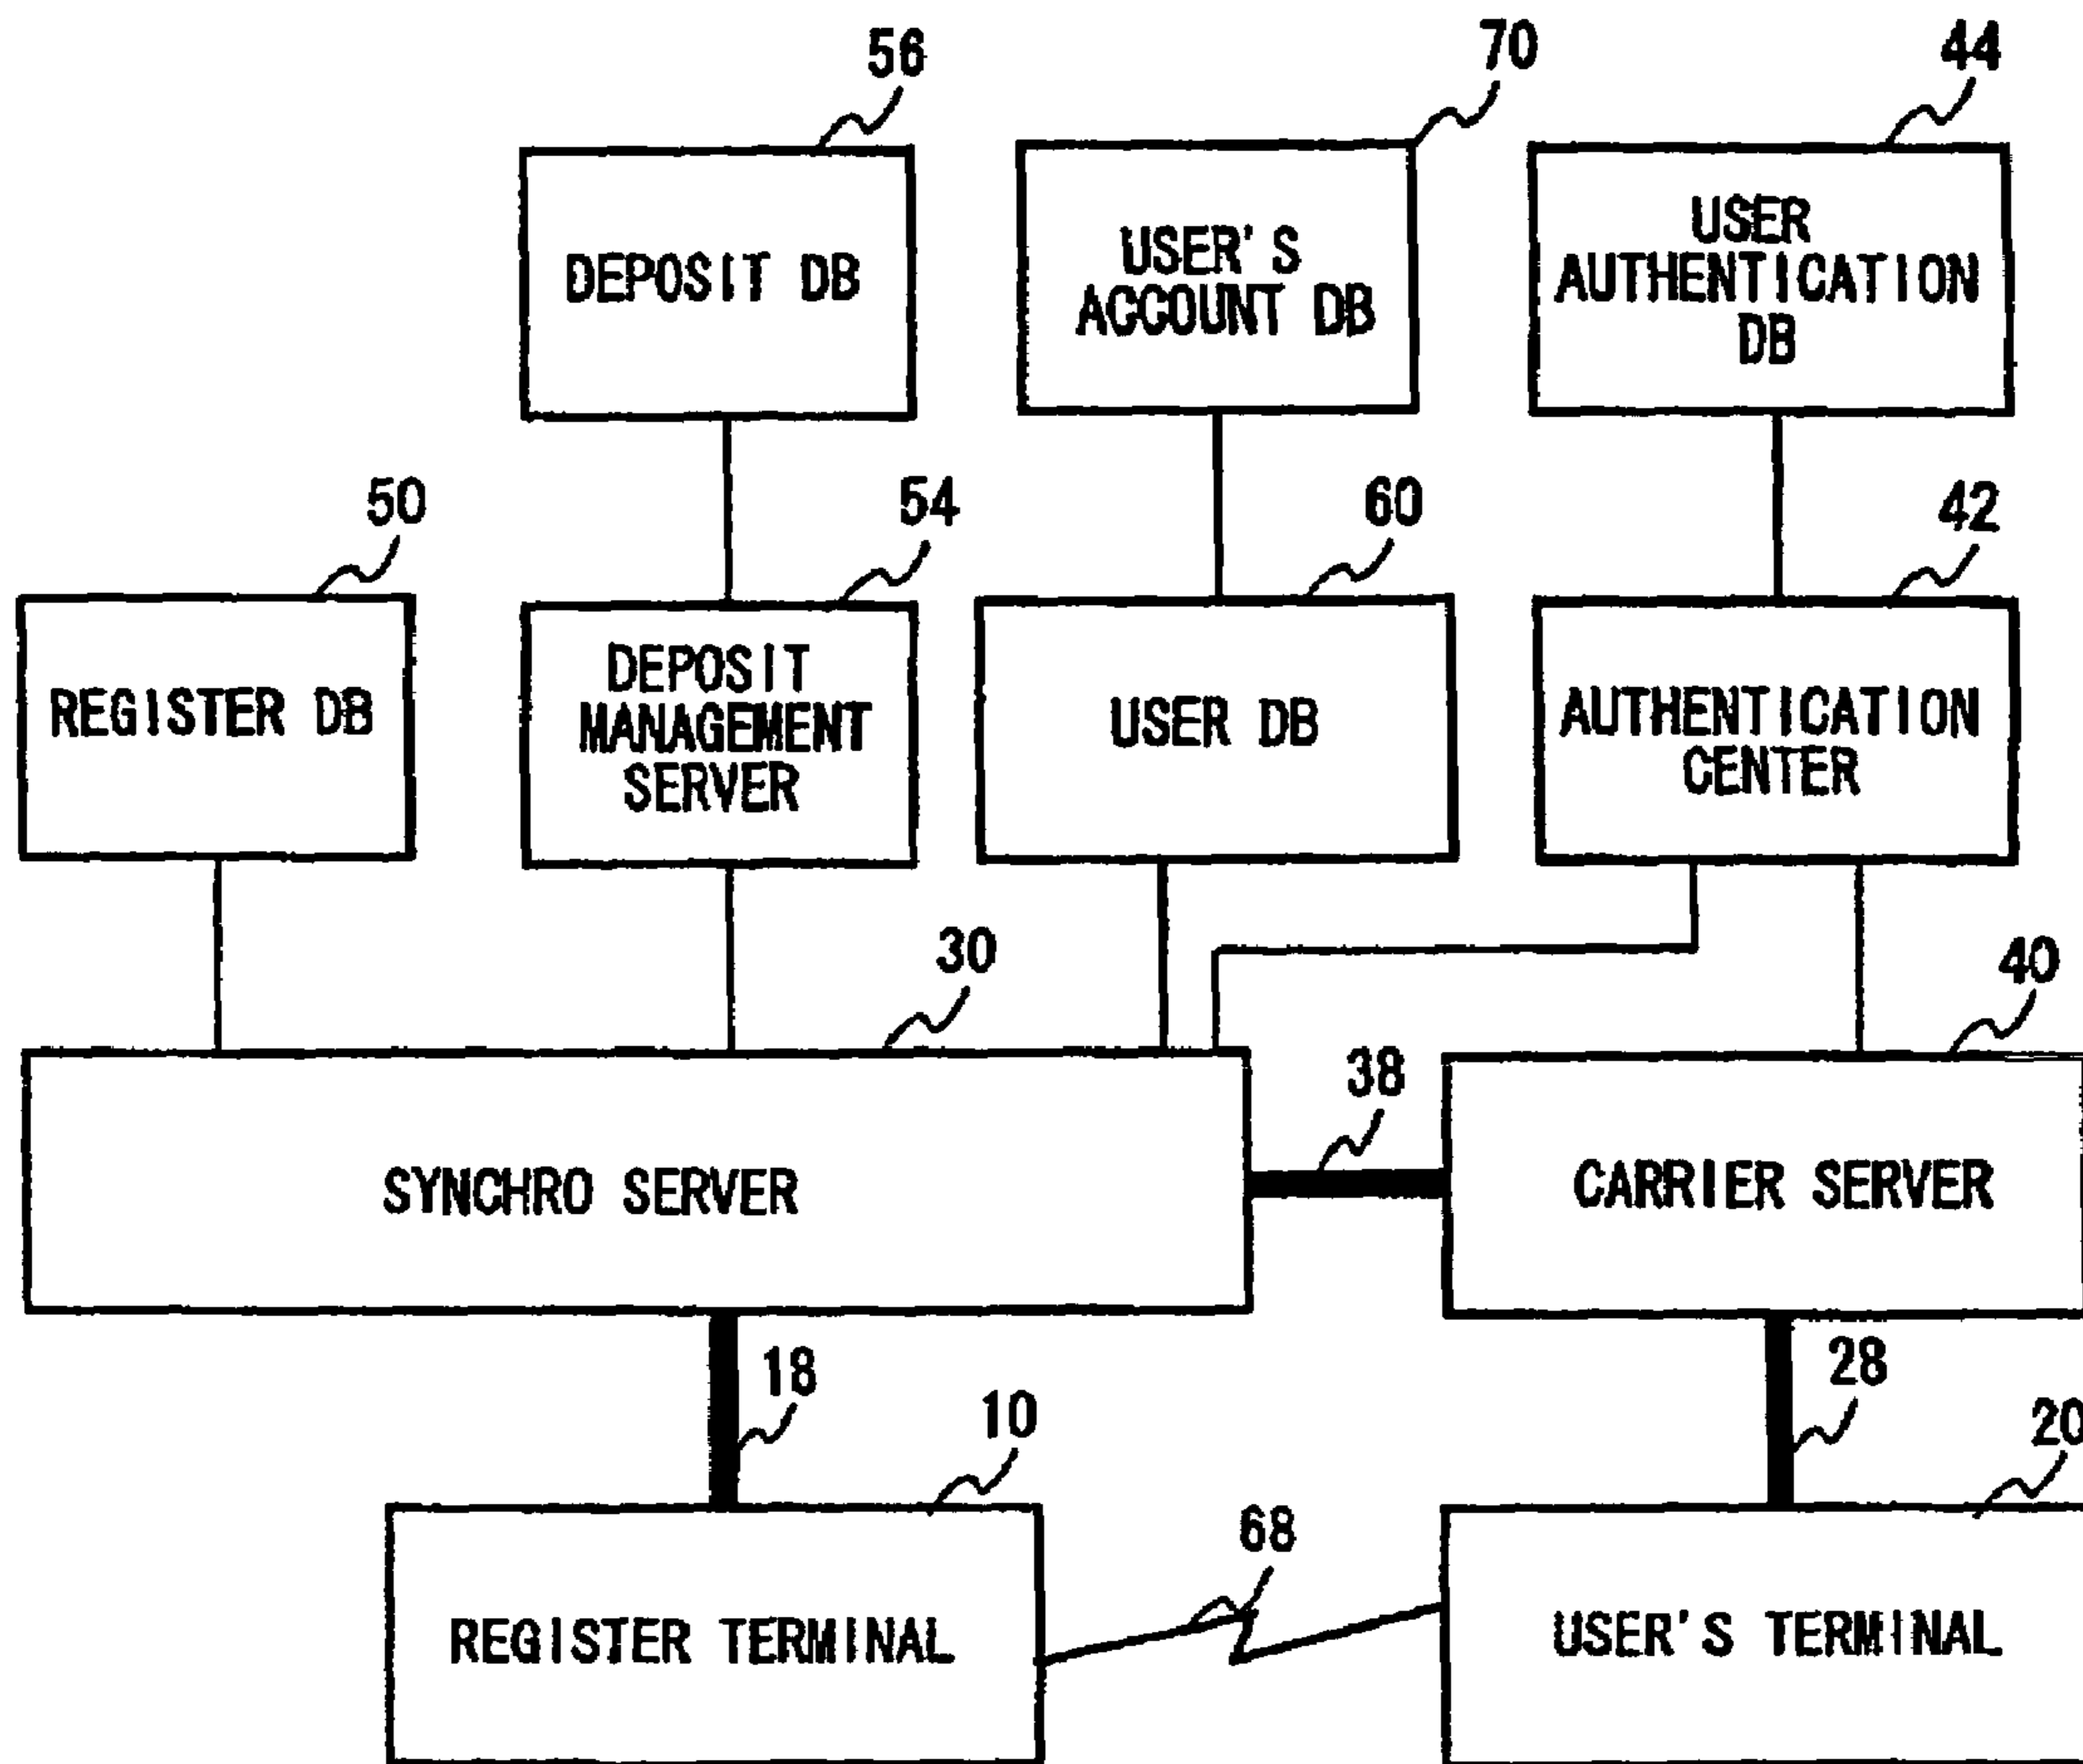 56
70
44
DEPOSIT DB
USER'S
ACCOUNT DB
USER
AUTHENTICATION
DB
50
54
60
42
REGISTER DB
DEPOSIT
MANAGEMENT
SERVER
USER DB
AUTHENTICATION
CENTER
30
40
38
SYNCHRO SERVER
CARRIER SERVER
18
28
10
20
68
REGISTER TERMINAL
USER'S TERMINAL